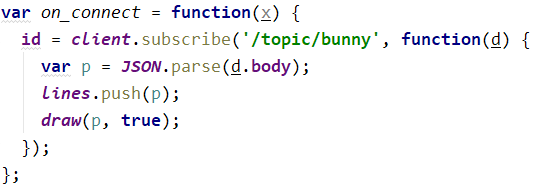 var on_connect = function(x) {
  id = client.subscribe('/topic/bunny', function(d) {
    var p = JSON.parse(d.body);
    lines.push(p);
    draw(p, true);
  });
};